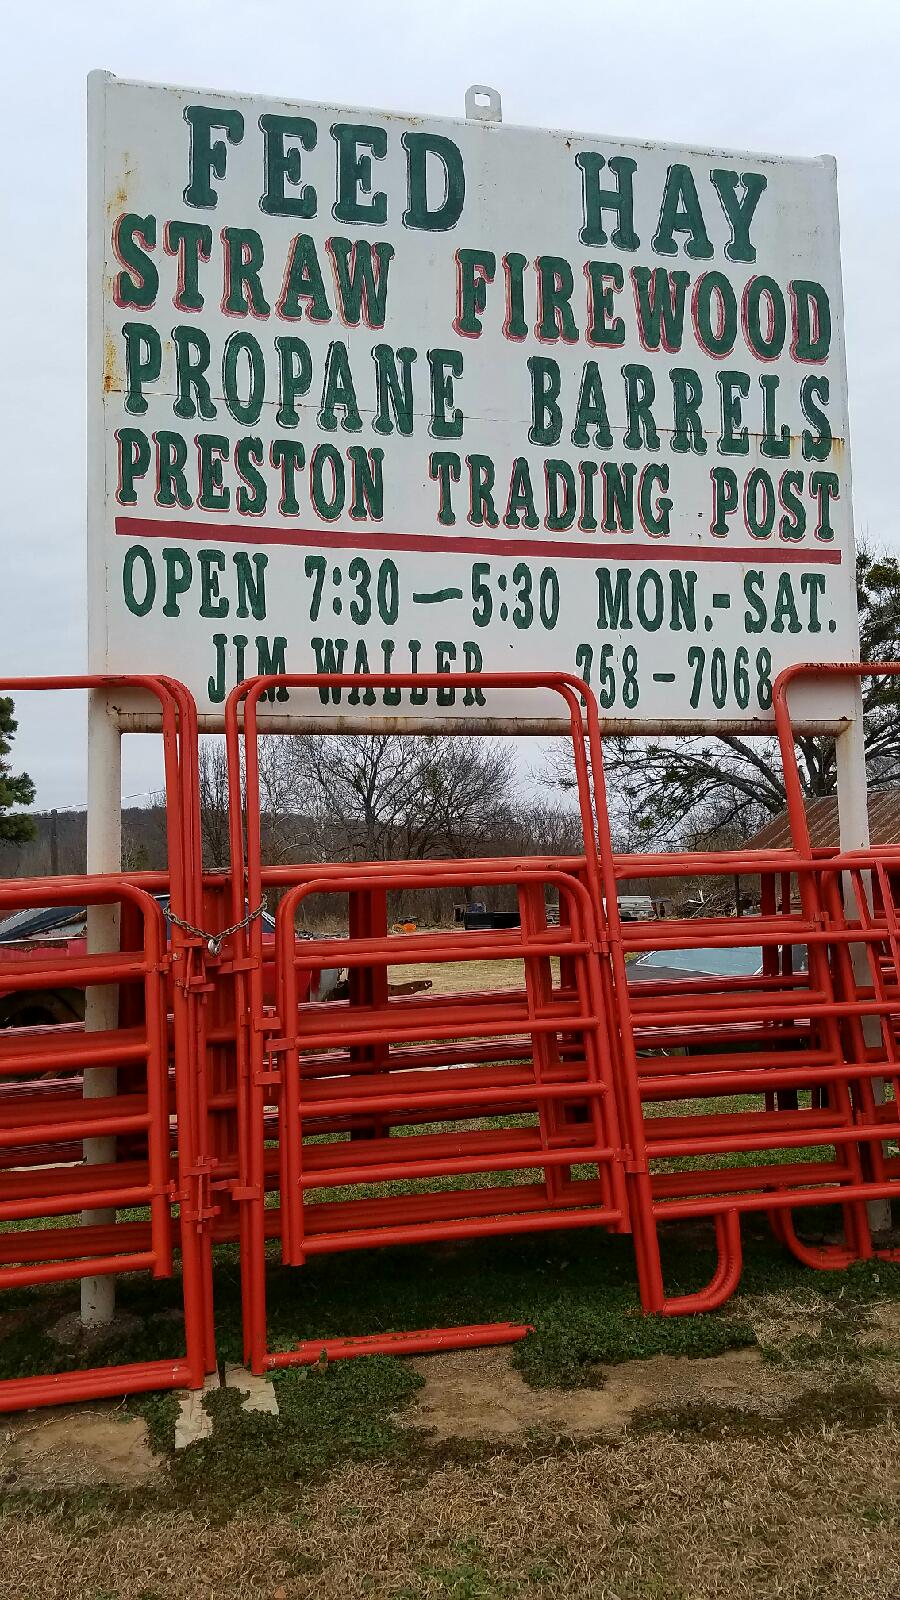 FEED HAY
STRAW FIREWOOD
PROPANE BARRELS
PRESTON TRADING POST
OPEN 7:30—5:30 MON.-SAT.
JIM WALLER 758-7068